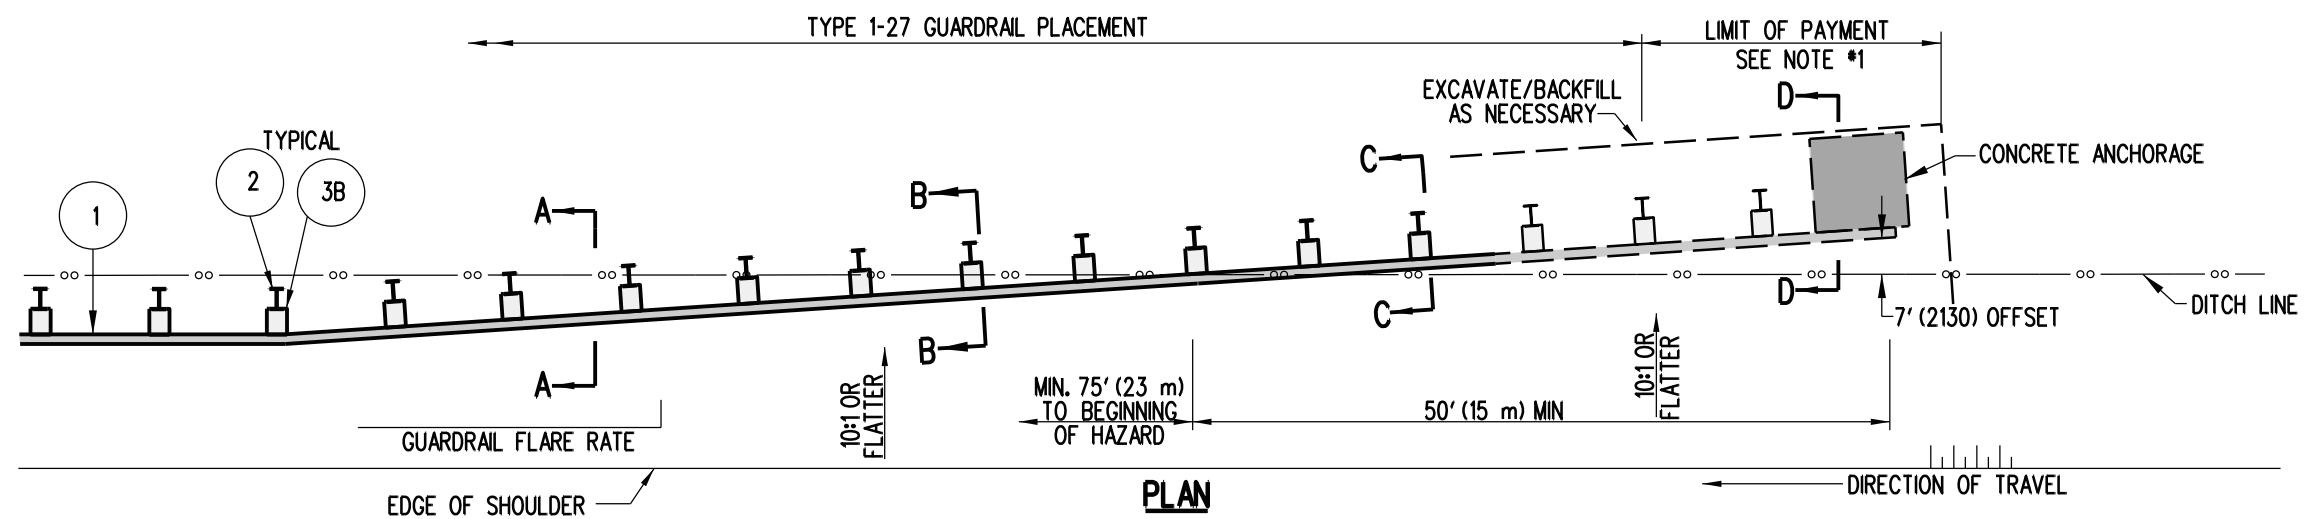 TYPE 1-27 GUARDRAIL PLACEMENT
LIMIT OF PAYMENT
SEE NOTE #1
EXCAVATE/BACKFILL
AS NECESSARY
D
TYPICAL
1
2
3B
A
B
C
CONCRETE ANCHORAGE
A
B
C
D
7' (2130) OFFSET
DITCH LINE
10:1 OR
FLATTER
MIN. 75' (23 m)
TO BEGINNING
OF HAZARD
50' (15 m) MIN
10:1 OR
FLATTER
GUARDRAIL FLARE RATE
EDGE OF SHOULDER
PLAN
DIRECTION OF TRAVEL